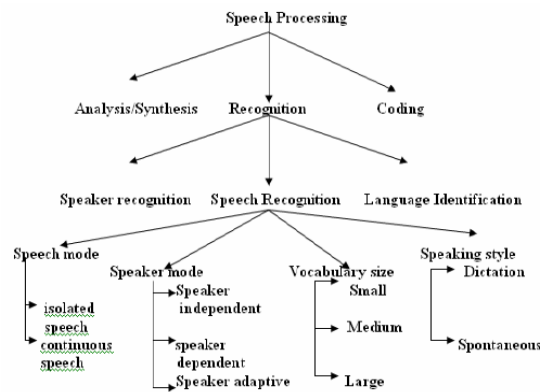 Speech Processing
Analysis/Synthesis Recognition Coding
Speaker recognition Speech Recognition Language Identification
Speech mode
isolated
speech
continuous
speech
Speaker mode
Speaker
independent
speaker
dependent
Speaker adaptive
Vocabulary size
Small
Medium
Large
Speaking style
Dictation
Spontaneous